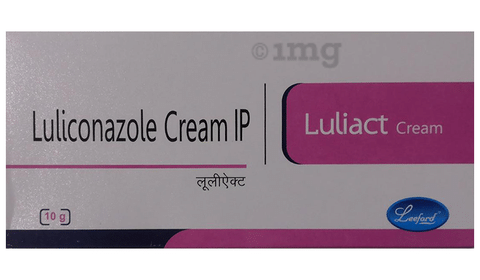 ©1mg
Luliconazole Cream IP
Luliact Cream
लूलीऐक्ट
10 g
Leeford